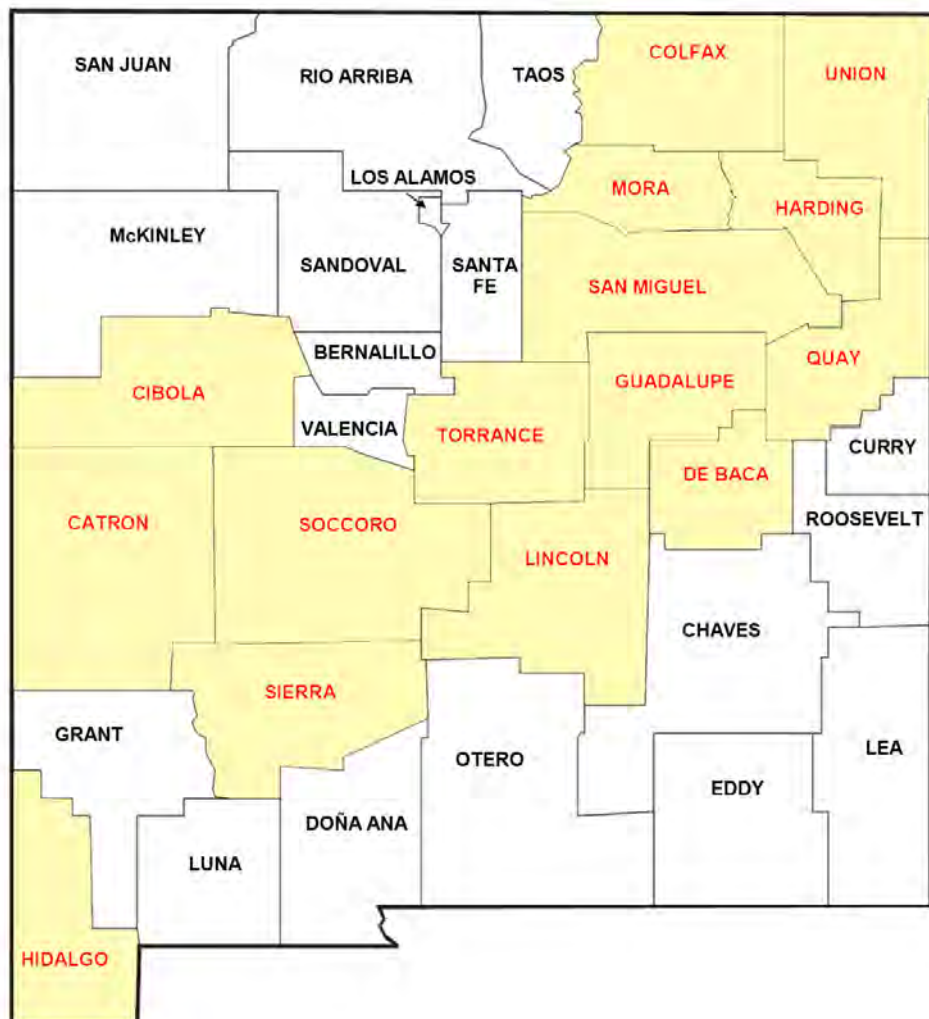 COLFAX
SAN JUAN
RIO ARRIBA
TAOS
UNION
LOS ALAMOS
MORA
HARDING
McKINLEY
SANDOVAL
SANTA
FE
SAN MIGUEL
BERNALILLO
QUAY
GUADALUPE
CIBOLA
VALENCIA
TORRANCE
CURRY
DE BACA
CATRON
SOCCORO
ROOSEVELT
LINCOLN
CHAVES
SIERRA
GRANT
OTERO
LEA
EDDY
DOÑA ANA
LUNA
HIDALGO